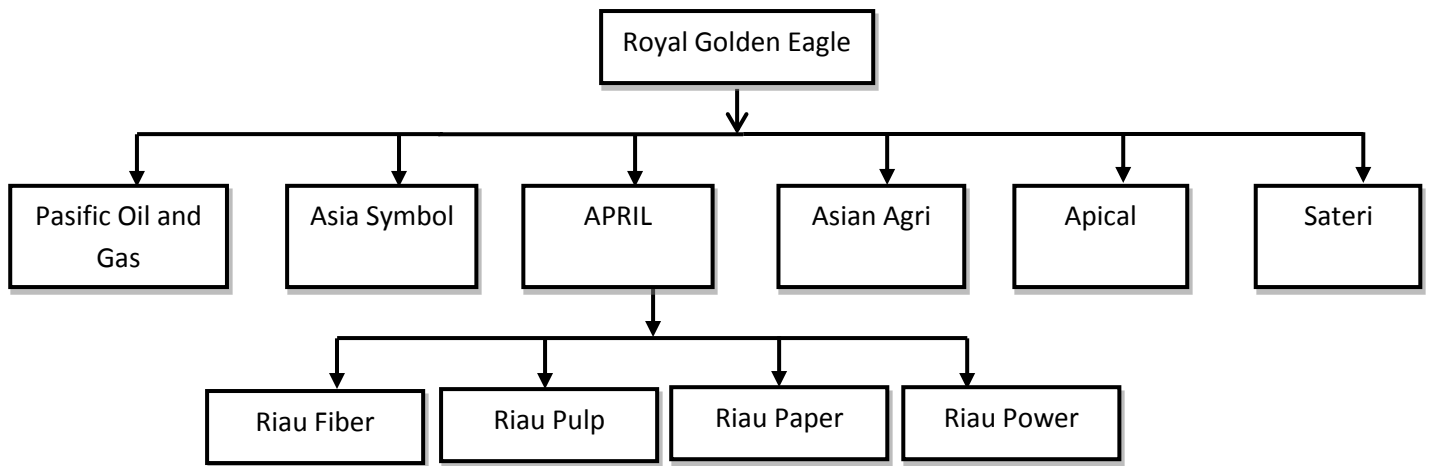 Royal Golden Eagle
Pasific Oil and
Gas
Asia Symbol
APRIL
Asian Agri
Apical
Sateri
Riau Fiber
Riau Pulp
Riau Paper
Riau Power